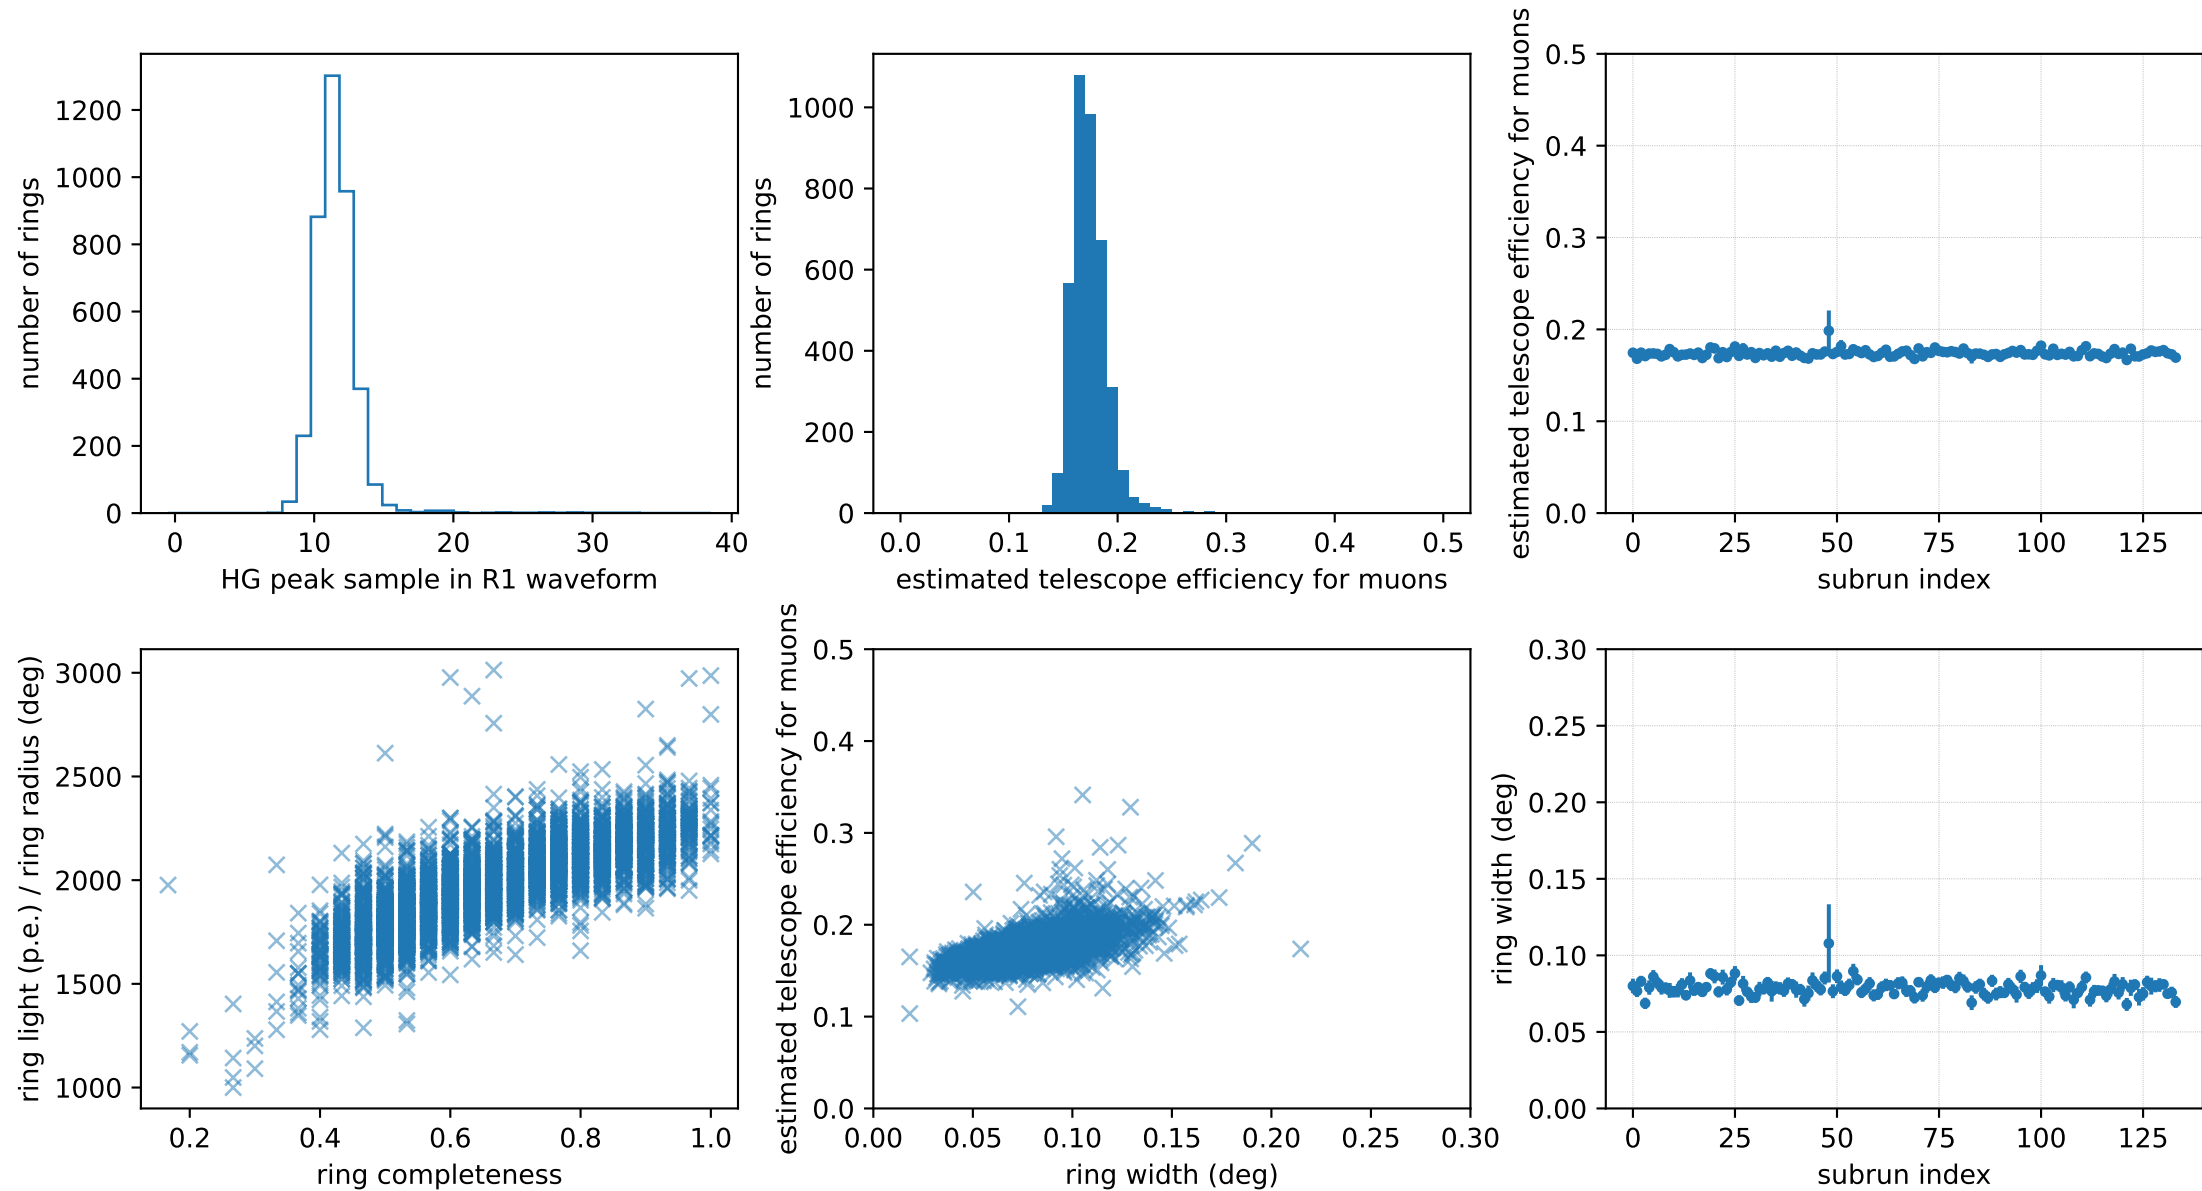 number of rings
1200
1000
800
600
400
200
0
0 10 20 30 40
HG peak sample in R1 waveform
number of rings
1000
800
600
400
200
0
0.0 0.1 0.2 0.3 0.4 0.5
estimated telescope efficiency for muons
estimated telescope efficiency for muons
0.5
0.4
0.3
0.2
0.1
0.0
0 25 50 75 100 125
subrun index
ring light (p.e.) / ring radius (deg)
3000
2500
2000
1500
1000
0.2 0.4 0.6 0.8 1.0
ring completeness
estimated telescope efficiency for muons
0.5
0.4
0.3
0.2
0.1
0.0
0.00 0.05 0.10 0.15 0.20 0.25 0.30
ring width (deg)
ring width (deg)
0.30
0.25
0.20
0.15
0.10
0.05
0.00
0 25 50 75 100 125
subrun index